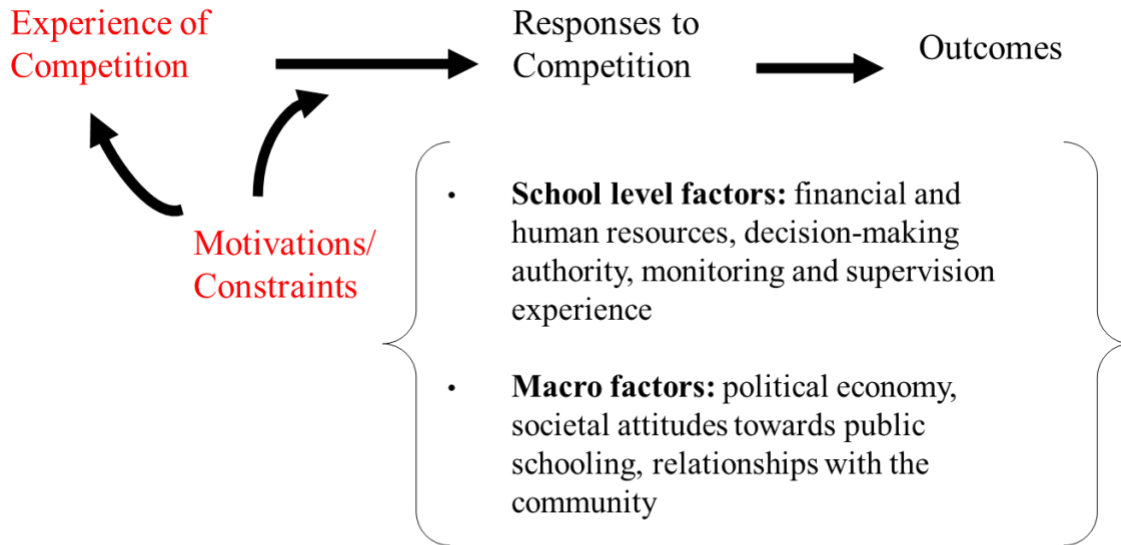 Experience of
Competition
Responses to
Competition
Outcomes
Motivations/
Constraints
• School level factors: financial and
human resources, decision-making
authority, monitoring and supervision
experience
• Macro factors: political economy,
societal attitudes towards public
schooling, relationships with the
community